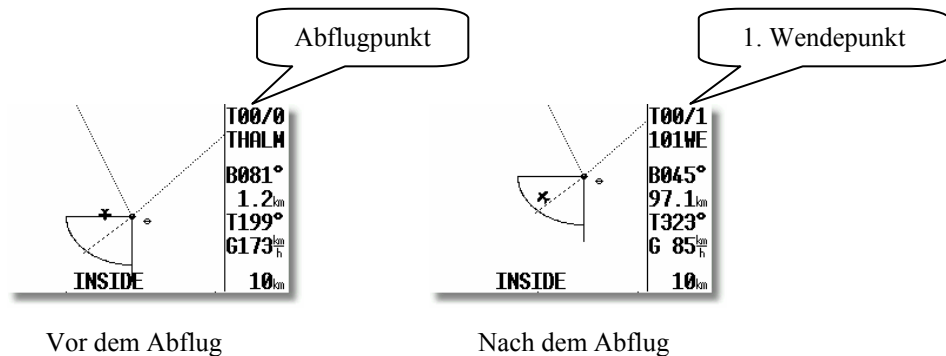 Abflugpunkt
1. Wendepunkt
T00/0
THALM
B081°
1.2km
T199°
G173km/h
INSIDE 10km
T00/1
101WE
B045°
97.1km
T323°
G 85km/h
INSIDE 10km
Vor dem Abflug
Nach dem Abflug